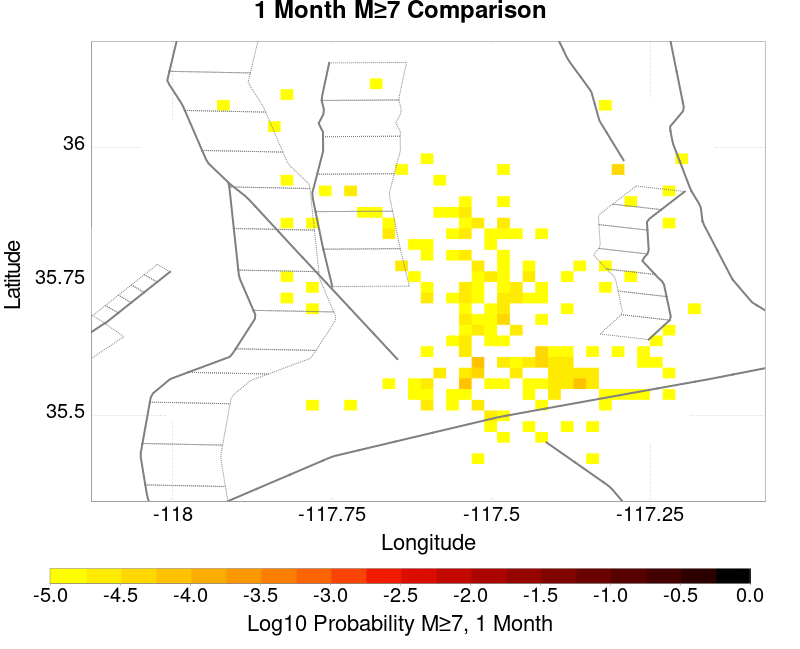 1 Month M≥7 Comparison
36
35.75
35.5
Latitude
-118 -117.75 -117.5 -117.25
Longitude
-5.0 -4.5 -4.0 -3.5 -3.0 -2.5 -2.0 -1.5 -1.0 -0.5 0.0
Log10 Probability M≥7, 1 Month